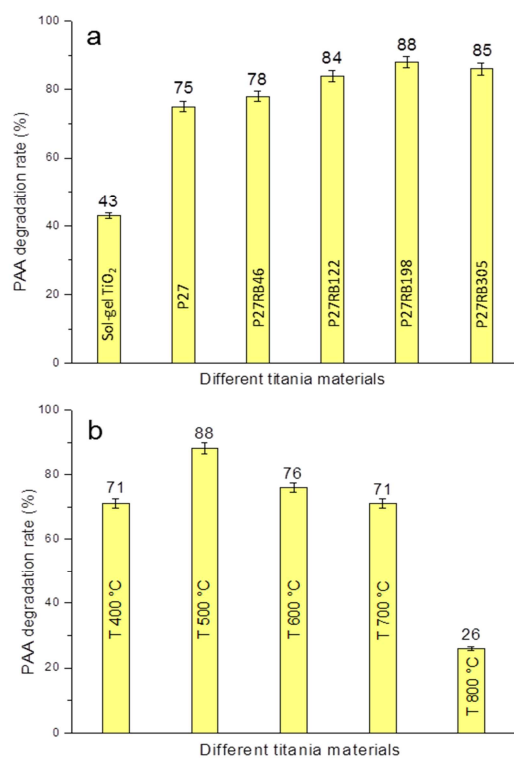 a
100
80
60
40
20
0
PAA degradation rate (%)
43
75
78
84
88
85
Sol-gel TiO₂
P27
P27RB46
P27RB122
P27RB198
P27RB305
Different titania materials
b
100
80
60
40
20
0
PAA degradation rate (%)
71
88
76
71
26
T 400 °C
T 500 °C
T 600 °C
T 700 °C
T 800 °C
Different titania materials